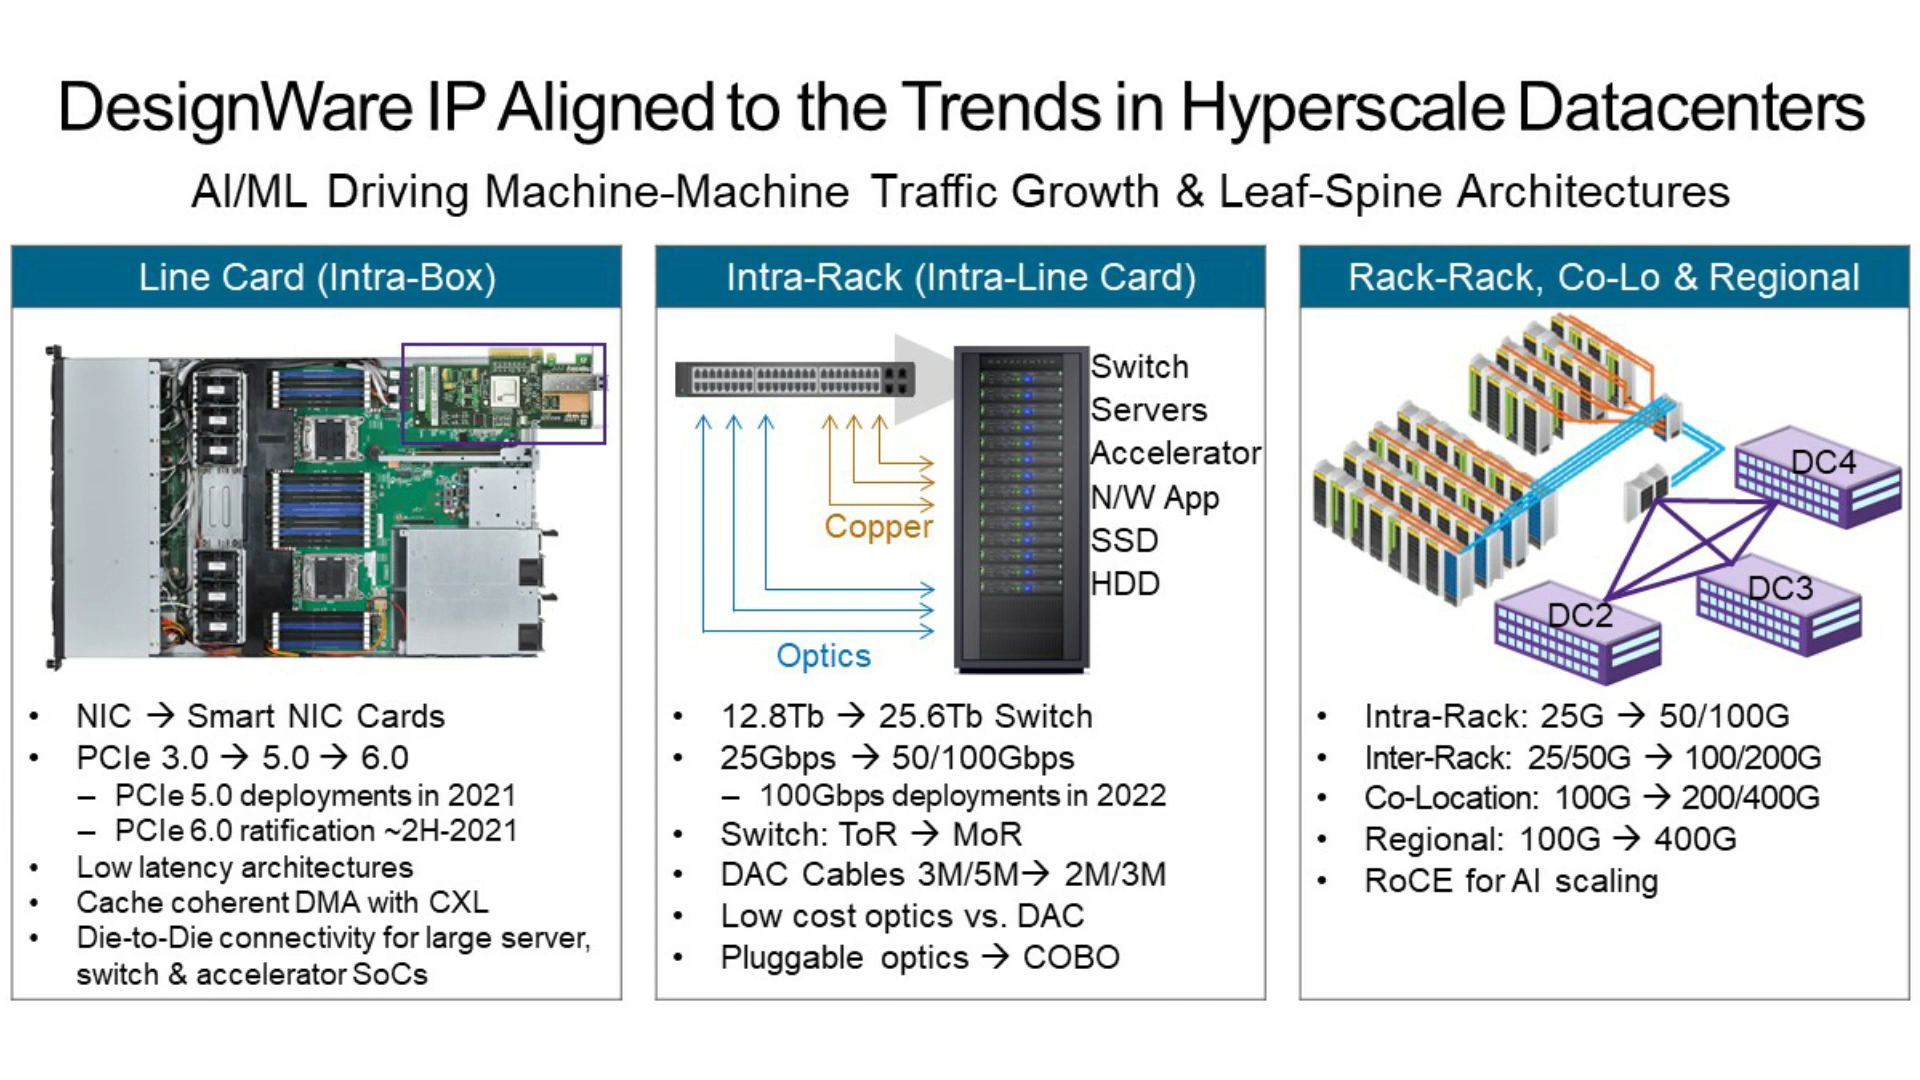 DesignWare IP Aligned to the Trends in Hyperscale Datacenters
AI/ML Driving Machine-Machine Traffic Growth & Leaf-Spine Architectures
Line Card (Intra-Box)
• NIC → Smart NIC Cards
• PCIe 3.0 → 5.0 → 6.0
– PCIe 5.0 deployments in 2021
– PCIe 6.0 ratification ~2H-2021
• Low latency architectures
• Cache coherent DMA with CXL
• Die-to-Die connectivity for large server,
switch & accelerator SoCs
Intra-Rack (Intra-Line Card)
Switch
Servers
Accelerator
N/W App
SSD
HDD
Copper
Optics
• 12.8Tb → 25.6Tb Switch
• 25Gbps → 50/100Gbps
– 100Gbps deployments in 2022
• Switch: ToR → MoR
• DAC Cables 3M/5M→ 2M/3M
• Low cost optics vs. DAC
• Pluggable optics → COBO
Rack-Rack, Co-Lo & Regional
DC4
DC3
DC2
• Intra-Rack: 25G → 50/100G
• Inter-Rack: 25/50G → 100/200G
• Co-Location: 100G → 200/400G
• Regional: 100G → 400G
• RoCE for AI scaling